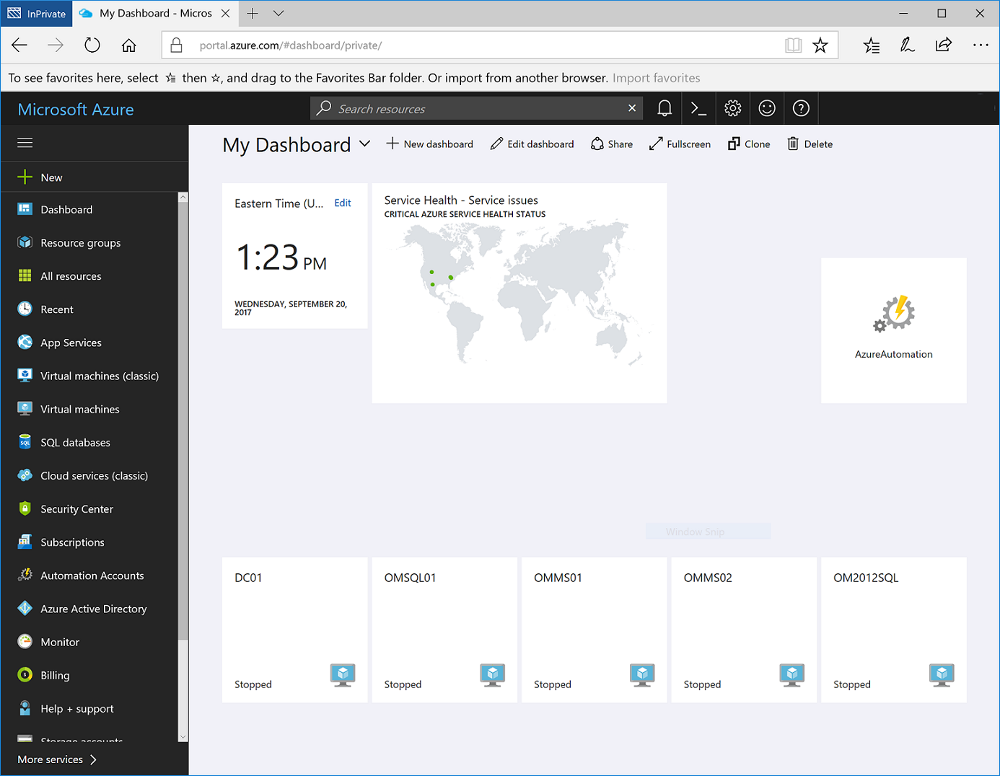 InPrivate
My Dashboard - Micros
portal.azure.com/#dashboard/private/
To see favorites here, select then ☆, and drag to the Favorites Bar folder. Or import from another browser. Import favorites
Microsoft Azure
Search resources
My Dashboard
New dashboard
Edit dashboard
Share
Fullscreen
Clone
Delete
New
Dashboard
Resource groups
All resources
Recent
App Services
Virtual machines (classic)
Virtual machines
SQL databases
Cloud services (classic)
Security Center
Subscriptions
Automation Accounts
Azure Active Directory
Monitor
Billing
Help + support
Storage accounts
More services
Eastern Time (U... Edit
1:23 PM
WEDNESDAY, SEPTEMBER 20,
2017
Service Health - Service issues
CRITICAL AZURE SERVICE HEALTH STATUS
AzureAutomation
Window Snip
DC01
Stopped
OMSQL01
Stopped
OMMS01
Stopped
OMMS02
Stopped
OM2012SQL
Stopped